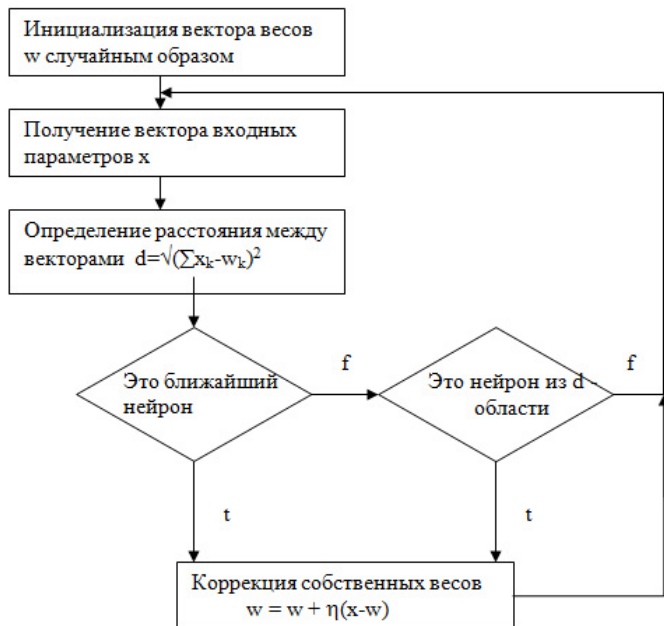 Инициализация вектора весов
w случайным образом
Получение вектора входных
параметров x
Определение расстояния между
векторами d=√(∑xₖ-wₖ)²
Это ближайший
нейрон
f
Это нейрон из d -
области
f
t
t
Коррекция собственных весов
w = w + η(x-w)